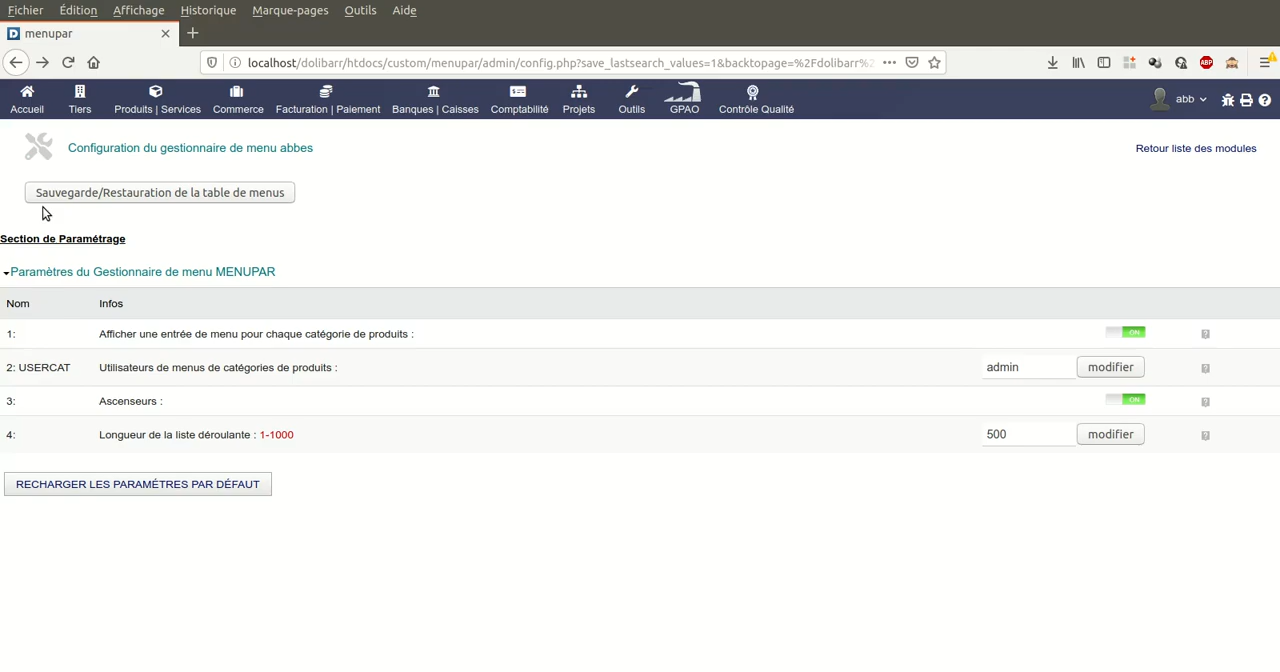 Fichier Édition Affichage Historique Marque-pages Outils Aide
menupar
localhost/dolibarr/htdocs/custom/menupar/admin/config.php?save_lastsearch_values=1&backtopage=%2Fdolibarr%2
ABP
Accueil Tiers Produits | Services Commerce Facturation | Paiement Banques | Caisses Comptabilité Projets Outils GPAO Contrôle Qualité abb
Configuration du gestionnaire de menu abbes Retour liste des modules
Sauvegarde/Restauration de la table de menus
Section de Paramétrage
Paramètres du Gestionnaire de menu MENUPAR
Nom Infos
1: Afficher une entrée de menu pour chaque catégorie de produits : ON
2: USERCAT Utilisateurs de menus de catégories de produits : admin modifier
3: Ascenseurs : ON
4: Longueur de la liste déroulante : 1-1000 500 modifier
RECHARGER LES PARAMÉTRES PAR DÉFAUT